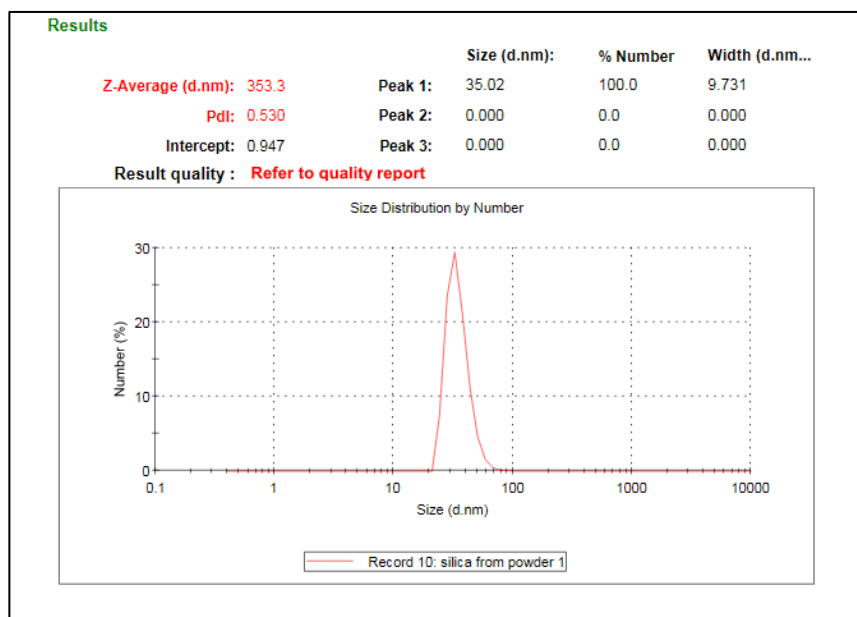 Results
Size (d.nm): % Number Width (d.nm...
Z-Average (d.nm): 353.3 Peak 1: 35.02 100.0 9.731
PdI: 0.530 Peak 2: 0.000 0.0 0.000
Intercept: 0.947 Peak 3: 0.000 0.0 0.000
Result quality : Refer to quality report
Size Distribution by Number
30
20
10
0
Number (%)
0.1 1 10 100 1000 10000
Size (d.nm)
Record 10: silica from powder 1